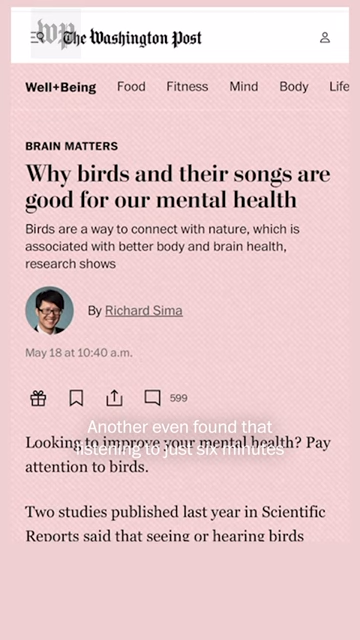 wp
The Washington Post
Well+Being Food Fitness Mind Body Life
BRAIN MATTERS
Why birds and their songs are
good for our mental health
Birds are a way to connect with nature, which is
associated with better body and brain health,
research shows
By Richard Sima
May 18 at 10:40 a.m.
599
Another even found that
listening to just six minutes
Looking to improve your mental health? Pay
attention to birds.
Two studies published last year in Scientific
Reports said that seeing or hearing birds